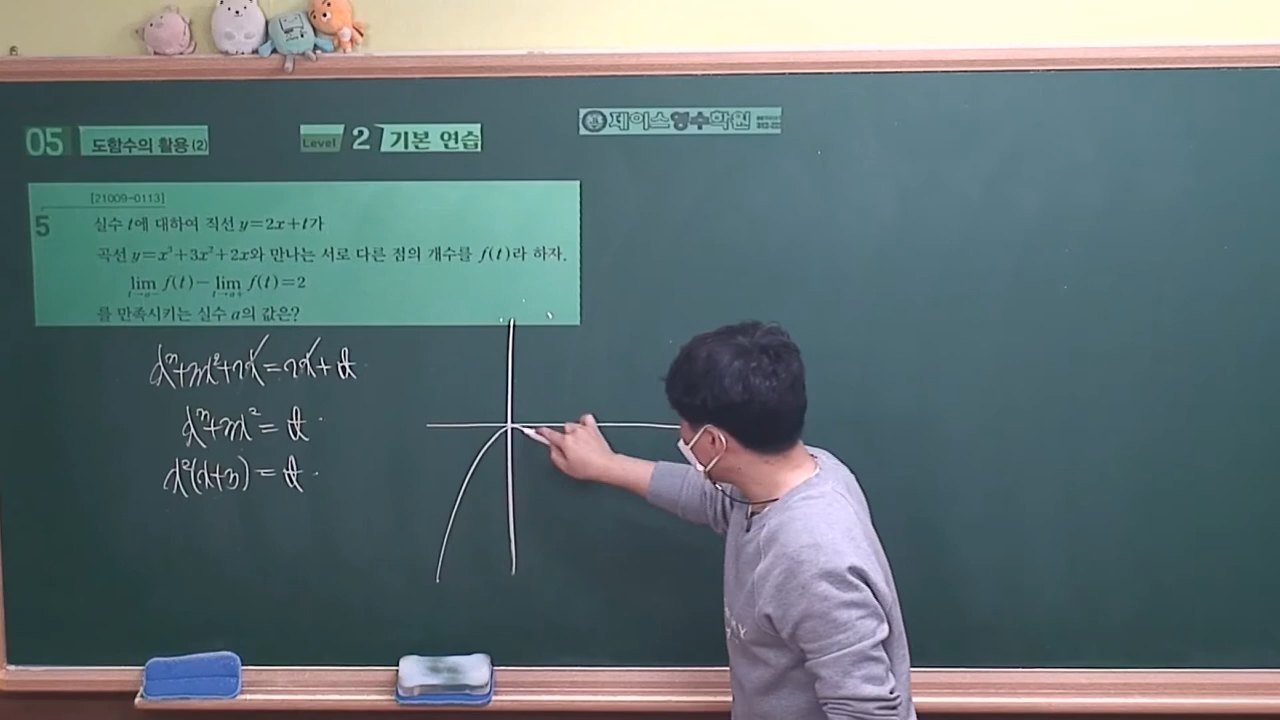 05 도함수의 활용 (2)
Level 2 기본 연습
제이스영수학원
[21009-0113]
5 실수 t에 대하여 직선 y=2x+t가
곡선 y=x³+3x²+2x와 만나는 서로 다른 점의 개수를 f(t)라 하자.
lim t→a- f(t)- lim t→a+ f(t)=2
를 만족시키는 실수 a의 값은?
x³+3x²+2x=2x+t
x³+3x²=t
x²(x+3)=t